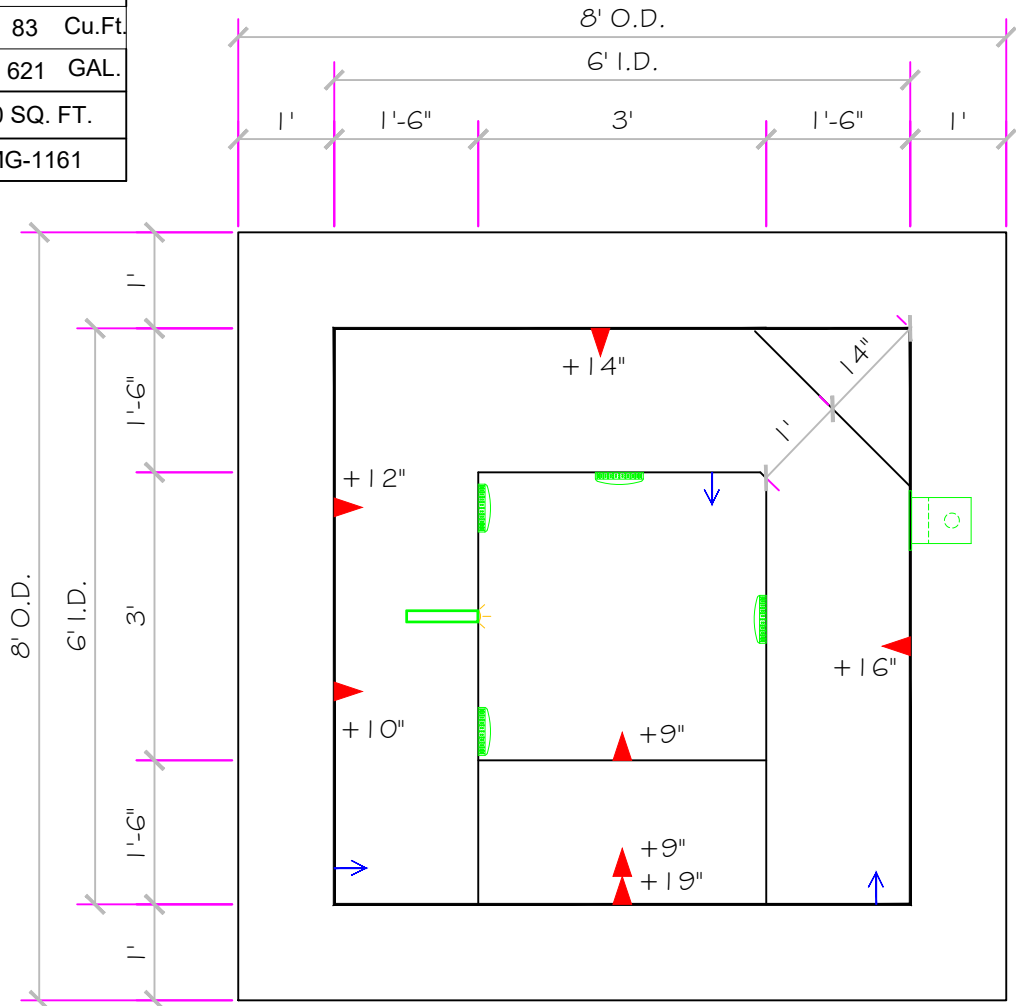 83 Cu.Ft.
621 GAL.
SQ. FT.
G-1161
8' O.D.
6' I.D.
1' 1'-6" 3' 1'-6" 1'
1'
1'-6"
3'
1'-6"
1'
8' O.D.
6' I.D.
+14"
14"
1'
+12"
+16"
+10"
+9"
+9"
+19"